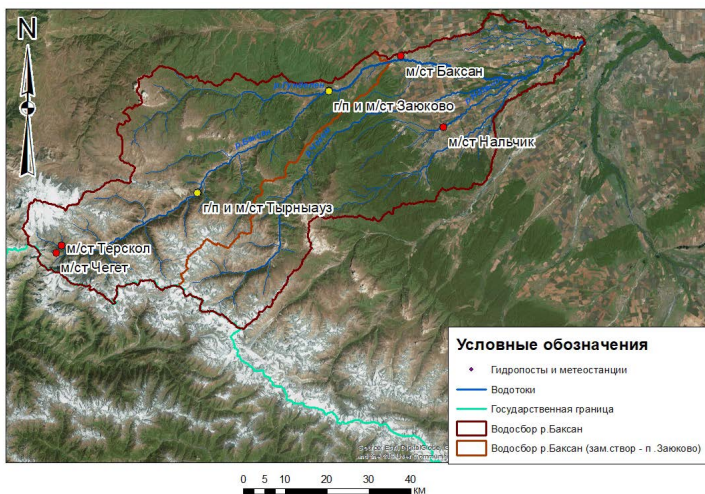 N
м/ст Баксан
г/п и м/ст Заюково
м/ст Нальчик
г/п и м/ст Тырныауз
м/ст Терскол
м/ст Чегет
Условные обозначения
Гидропосты и метеостанции
Водотоки
Государственная граница
Водосбор р.Баксан
Водосбор р.Баксан (зам.створ - п .Заюково)
0 5 10 20 30 40
КМ